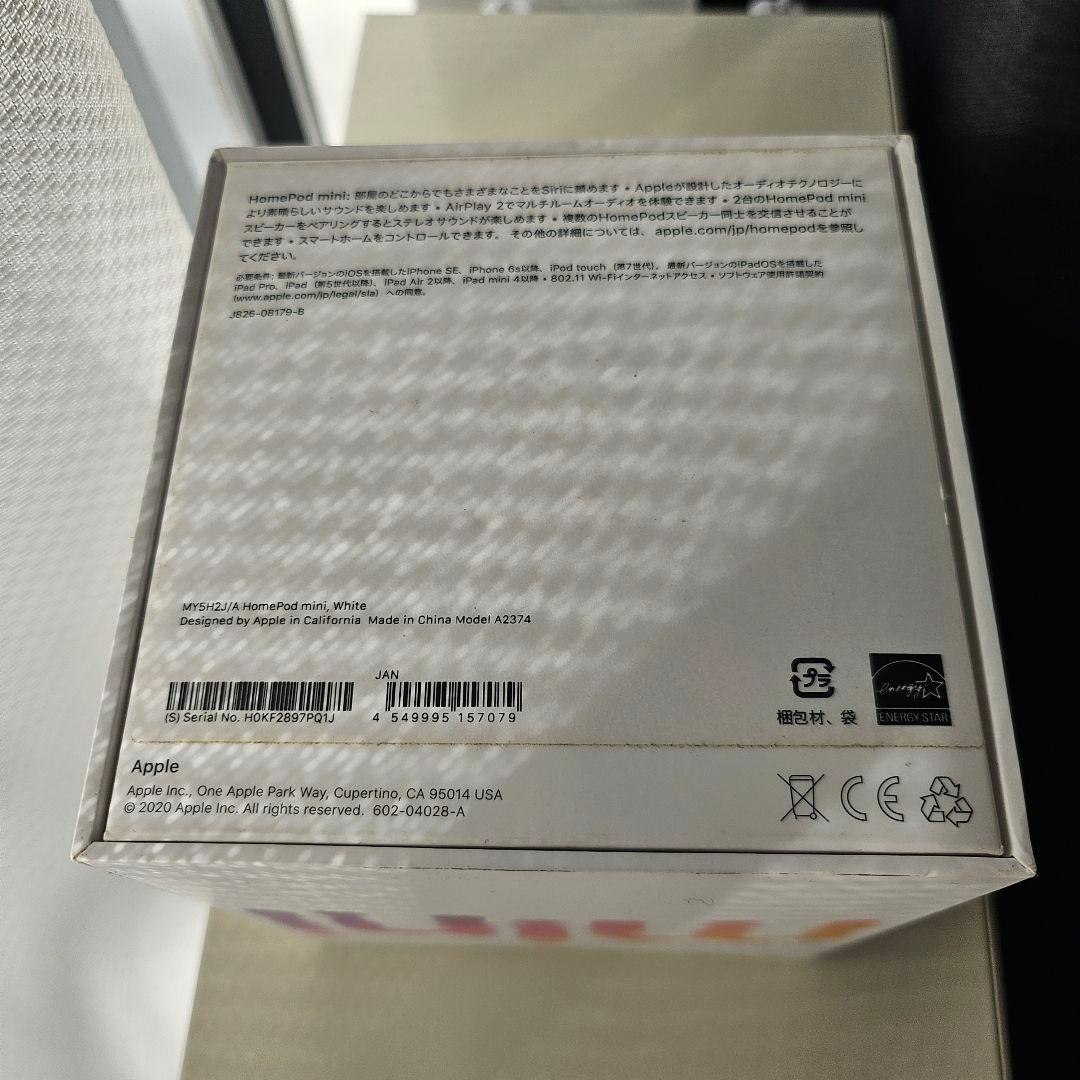 HomePod mini: 部屋のどこからでもさまざまなことをSiriに頼めます • Appleが設計したオーディオテクノロジーに
より素晴らしいサウンドを楽しめます • AirPlay 2でマルチルームオーディオを体験できます • 2台のHomePod mini
スピーカーをペアリングするとステレオサウンドが楽しめます • 複数のHomePodスピーカー同士を交信させることが
できます • スマートホームをコントロールできます。 その他の詳細については、 apple.com/jp/homepodを参照し
てください。
必要条件: 最新バージョンのiOSを搭載したiPhone SE、iPhone 6s以降、iPod touch（第7世代）。最新バージョンのiPadOSを搭載した
iPad Pro、iPad（第5世代以降）、iPad Air 2以降、iPad mini 4以降 • 802.11 Wi-Fiインターネットアクセス • ソフトウェア使用許諾契約
(www.apple.com/jp/legal/sla) への同意。
J826-08179-B
MY5H2J/A HomePod mini, White
Designed by Apple in California Made in China Model A2374
JAN
(S) Serial No. H0KF2897PQ1J
4 549995 157079
プラ
梱包材、袋
energy
ENERGY STAR
Apple
Apple Inc., One Apple Park Way, Cupertino, CA 95014 USA
© 2020 Apple Inc. All rights reserved. 602-04028-A
CE